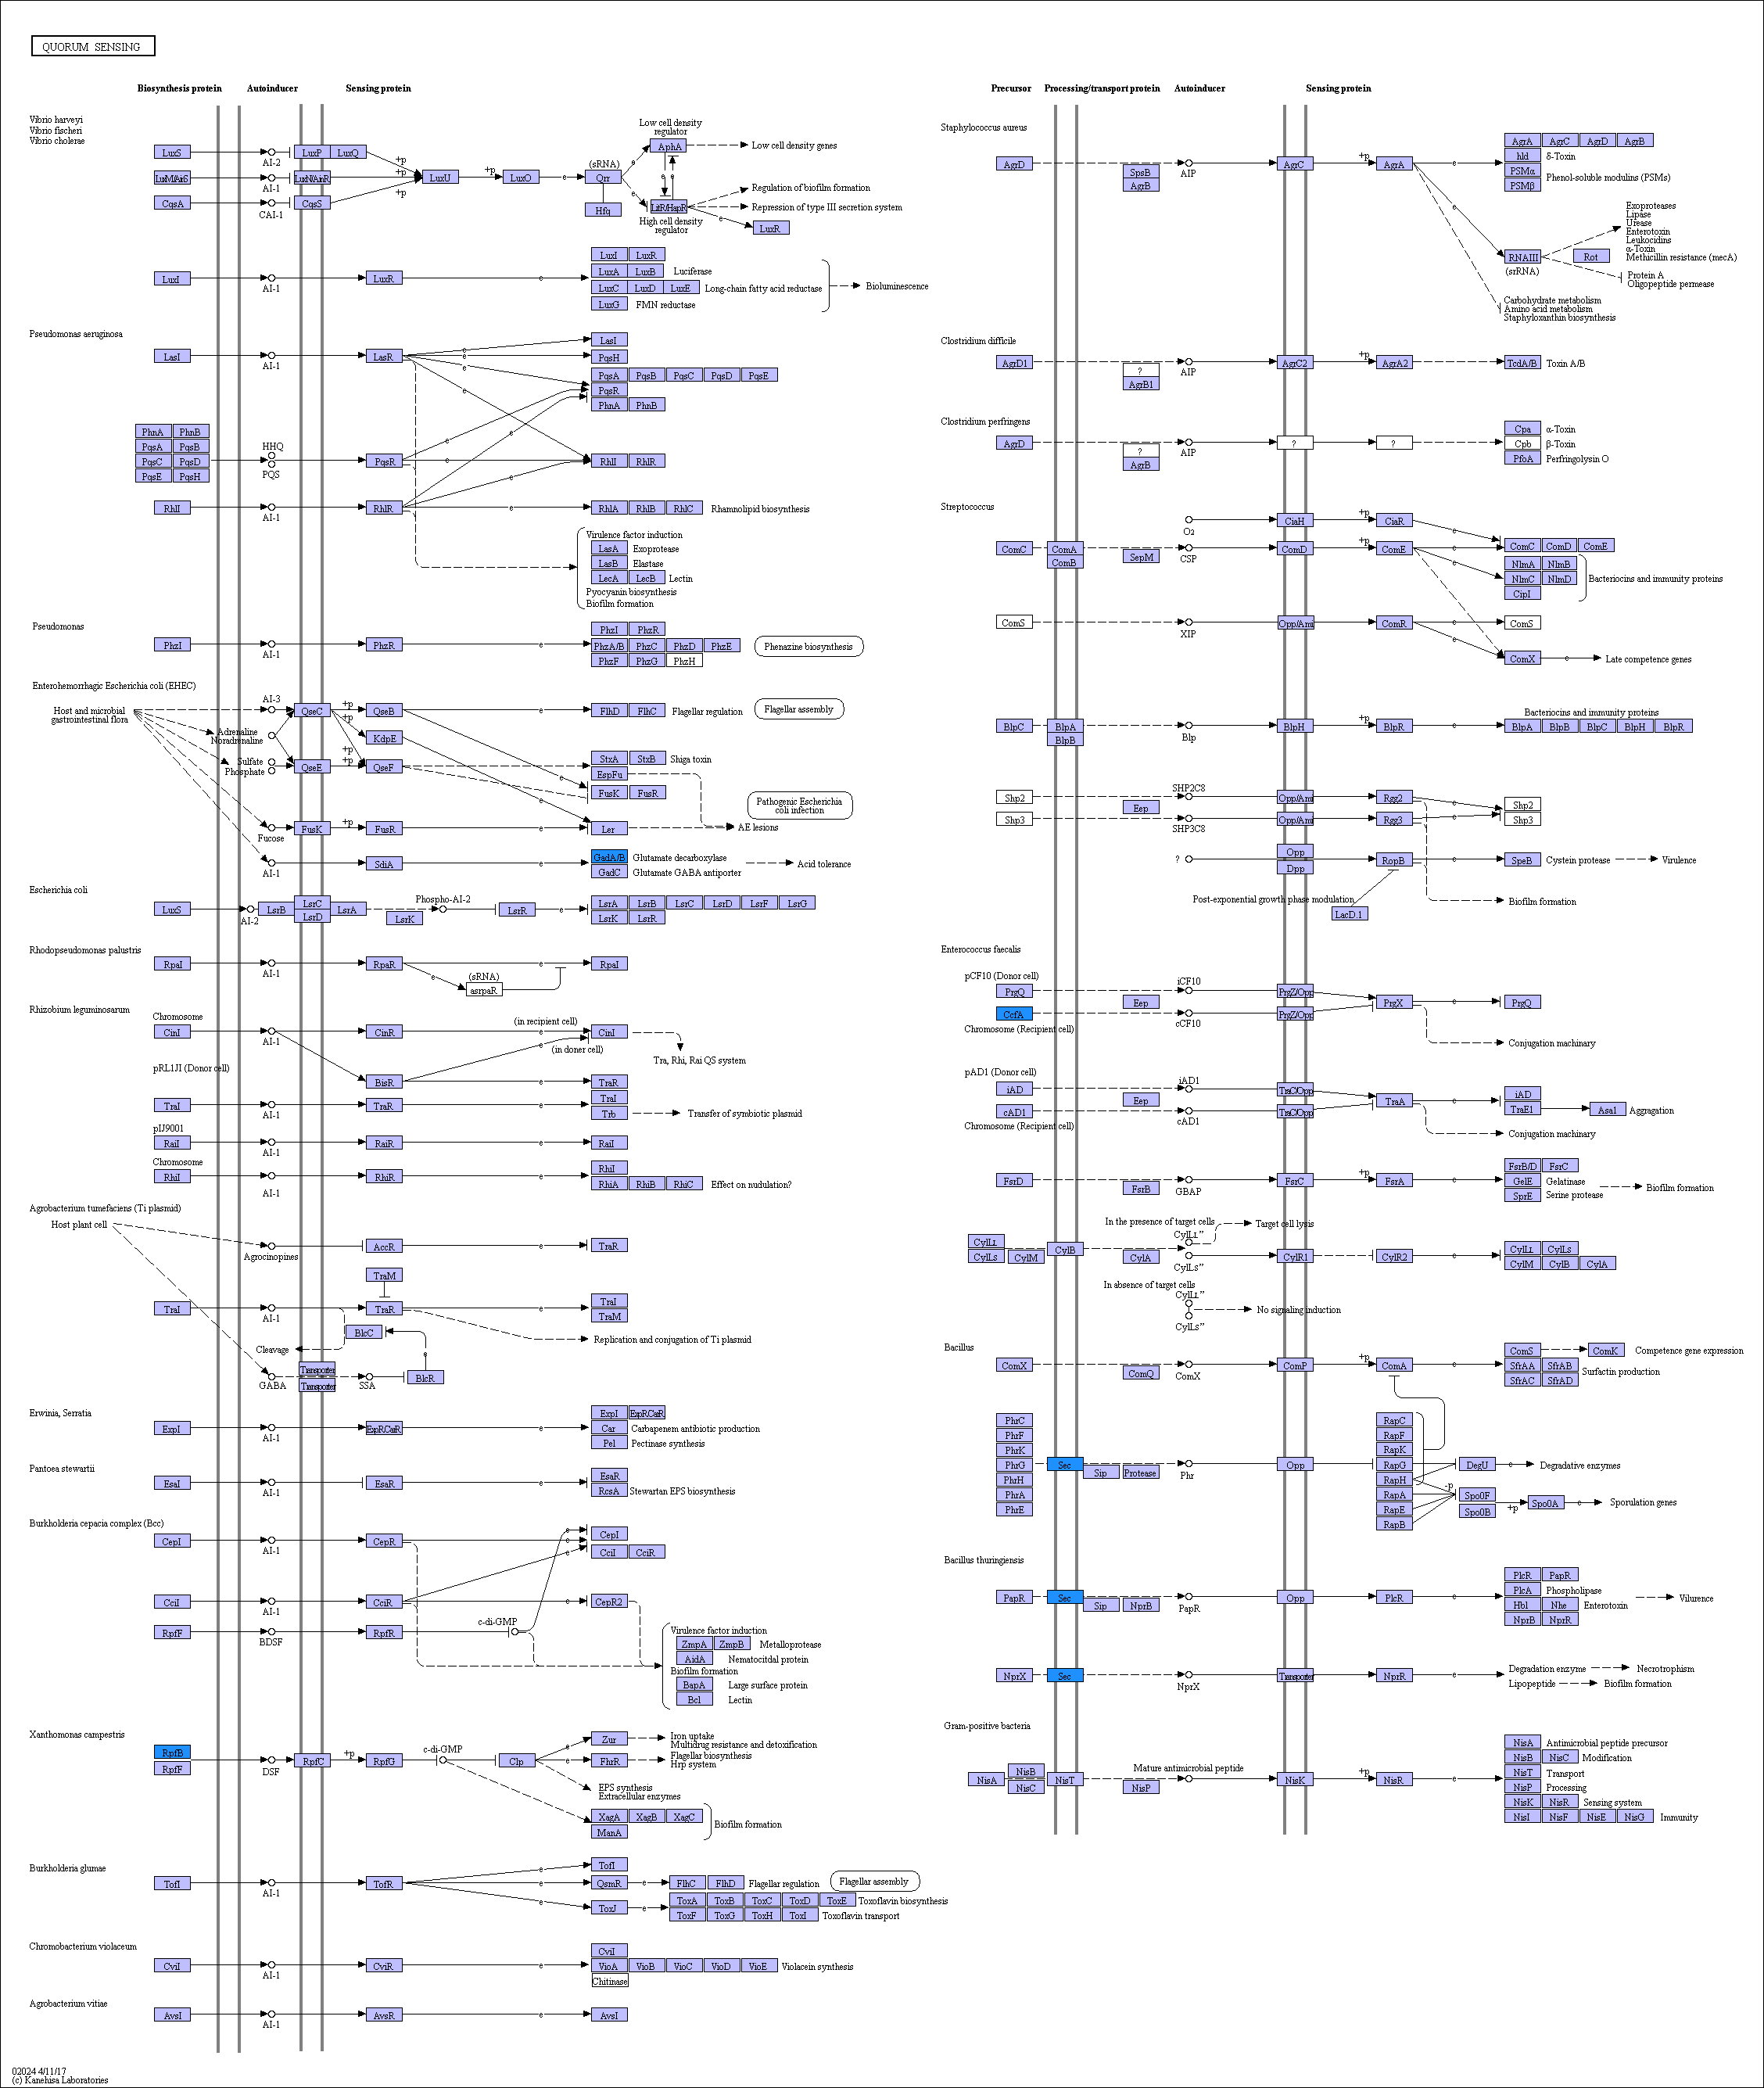 QUORUM SENSING
Biosynthesis protein
Autoinducer
Sensing protein
Vibrio harveyi
Vibrio fischeri
Vibrio cholerae
LuxS
AI-2
LuxP LuxQ
+p
LuxM/AinS
AI-1
LuxN/AinR
+p
CqsA
CAI-1
CqsS
+p
LuxU
+p
LuxO
e
(sRNA)
Qrr
Hfq
Low cell density
regulator
AphA
Low cell density genes
e
e
e
e
LitR/HapR
High cell density
regulator
Regulation of biofilm formation
Repression of type III secretion system
e
LuxR
LuxI
AI-1
LuxR
e
LuxI LuxR
LuxA LuxB Luciferase
LuxC LuxD LuxE Long-chain fatty acid reductase
LuxG FMN reductase
Bioluminescence
Pseudomonas aeruginosa
LasI
AI-1
LasR
e
e
e
e
LasI
PqsH
PqsA PqsB PqsC PqsD PqsE
PqsR
PhnA PhnB
PhnA PhnB
PqsA PqsB
PqsC PqsD
PqsE PqsH
HHQ
PQS
PqsR
e
e
e
e
RhlI RhlR
RhlI
AI-1
RhlR
e
RhlA RhlB RhlC Rhamnolipid biosynthesis
Virulence factor induction
LasA Exoprotease
LasB Elastase
LecA LecB Lectin
Pyocyanin biosynthesis
Biofilm formation
Pseudomonas
PhzI
AI-1
PhzR
e
PhzI PhzR
PhzA/B PhzC PhzD PhzE
PhzF PhzG PhzH
Phenazine biosynthesis
Enterohemorrhagic Escherichia coli (EHEC)
Host and microbial
gastrointestinal flora
AI-3
QseC
+p
QseB
e
FlhD FlhC Flagellar regulation
Flagellar assembly
Adrenaline
Noradrenaline
+p
KdpE
Sulfate
Phosphate
QseE
+p
+p
QseF
e
e
StxA StxB Shiga toxin
EspFu
FusK FusR
Pathogenic Escherichia
coli infection
Fucose
FusK
+p
FusR
e
Ler
AE lesions
AI-1
SdiA
e
GadA/B Glutamate decarboxylase
GadC Glutamate GABA antiporter
Acid tolerance
Escherichia coli
LuxS
AI-2
LsrB
LsrC
LsrD
LsrA
LsrK
Phospho-AI-2
LsrR
e
LsrA LsrB LsrC LsrD LsrF LsrG
LsrK LsrR
Rhodopseudomonas palustris
RpaI
AI-1
RpaR
e
RpaI
e
(sRNA)
asrpaR
Rhizobium leguminosarum
Chromosome
CinI
AI-1
CinR
(in recipient cell)
e
CinI
e
(in doner cell)
Tra, Rhi, Rai QS system
pRL1JI (Donor cell)
BisR
e
TraR
TraI
AI-1
TraR
e
TraI
Trb
Transfer of symbiotic plasmid
pIJ9001
RaiI
AI-1
RaiR
e
RaiI
Chromosome
RhiI
AI-1
RhiR
e
RhiI
RhiA RhiB RhiC Effect on nudulation?
Agrobacterium tumefaciens (Ti plasmid)
Host plant cell
Agrocinopines
AccR
e
TraR
TraM
TraI
AI-1
TraR
e
TraI
TraM
Replication and conjugation of Ti plasmid
BlcC
Cleavage
e
GABA
Transporter
Transporter
SSA
BlcR
Erwinia, Serratia
ExpI
AI-1
ExpR/CarR
e
ExpI ExpR/CarR
Car Carbapenem antibiotic production
Pel Pectinase synthesis
Pantoea stewartii
EsaI
AI-1
EsaR
e
EsaR
RcsA Stewartan EPS biosynthesis
Burkholderia cepacia complex (Bcc)
CepI
AI-1
CepR
e
e
e
CepI
CciI CciR
CciI
AI-1
CciR
e
CepR2
RpfF
BDSF
RpfR
c-di-GMP
Virulence factor induction
ZmpA ZmpB Metalloprotease
AidA Nematocitdal protein
Biofilm formation
BapA Large surface protein
Bcl Lectin
Xanthomonas campestris
RpfB
RpfF
DSF
RpfC
+p
RpfG
c-di-GMP
Clp
e
e
Zur
FhrR
Iron uptake
Multidrug resistance and detoxification
Flagellar biosynthesis
Hrp system
EPS synthesis
Extracellular enzymes
XagA XagB XagC
ManA
Biofilm formation
Burkholderia glumae
TofI
AI-1
TofR
e
e
e
TofI
QsmR
e
FlhC FlhD Flagellar regulation
Flagellar assembly
ToxJ
e
ToxA ToxB ToxC ToxD ToxE Toxoflavin biosynthesis
ToxF ToxG ToxH ToxI Toxoflavin transport
Chromobacterium violaceum
CviI
AI-1
CviR
e
CviI
VioA VioB VioC VioD VioE Violacein synthesis
Chitinase
Agrobacterium vitiae
AvsI
AI-1
AvsR
e
AvsI
02024 4/11/17
(c) Kanehisa Laboratories
Precursor
Processing/transport protein
Autoinducer
Sensing protein
Staphylococcus aureus
AgrD
SpsB
AgrB
AIP
AgrC
+p
AgrA
e
AgrA AgrC AgrD AgrB
hld δ-Toxin
PSMα
PSMβ
Phenol-soluble modulins (PSMs)
e
RNAIII
(srRNA)
Rot
Exoproteases
Lipase
Urease
Enterotoxin
Leukocidins
α-Toxin
Methicillin resistance (mecA)
Protein A
Oligopeptide permease
Carbohydrate metabolism
Amino acid metabolism
Staphyloxanthin biosynthesis
Clostridium difficile
AgrD1
?
AgrB1
AIP
AgrC2
+p
AgrA2
TcdA/B Toxin A/B
Clostridium perfringens
AgrD
?
AgrB
AIP
?
?
Cpa α-Toxin
Cpb β-Toxin
PfoA Perfringolysin O
Streptococcus
O2
CiaH
+p
CiaR
e
ComC
ComA
ComB
SepM
CSP
ComD
+p
ComE
e
e
ComC ComD ComE
NlmA NlmB
NlmC NlmD
CipI
Bacteriocins and immunity proteins
ComS
XIP
Opp/Ami
ComR
e
e
ComS
ComX
e
Late competence genes
BlpC
BlpA
BlpB
Blp
BlpH
+p
BlpR
e
Bacteriocins and immunity proteins
BlpA BlpB BlpC BlpH BlpR
Shp2
Shp3
Eep
SHP2C8
SHP3C8
Opp/Ami
Opp/Ami
Rgg2
Rgg3
e
e
Shp2
Shp3
?
Opp
Dpp
RopB
e
SpeB Cystein protease
Virulence
Post-exponential growth phase modulation
LacD.1
Biofilm formation
Enterococcus faecalis
pCF10 (Donor cell)
PrgQ
CcfA
Chromosome (Recipient cell)
Eep
iCF10
cCF10
PrgZ/Opp
PrgZ/Opp
PrgX
e
PrgQ
Conjugation machinary
pAD1 (Donor cell)
iAD
cAD1
Chromosome (Recipient cell)
Eep
iAD1
cAD1
TraC/Opp
TraC/Opp
TraA
e
iAD
TraE1
Asa1 Aggragation
Conjugation machinary
FsrD
FsrB
GBAP
FsrC
+p
FsrA
e
FsrB/D FsrC
GelE Gelatinase
SprE Serine protease
Biofilm formation
In the presence of target cells
Target cell lysis
CylLL
CylLS
CylM
CylB
CylA
CylLL"
CylLs"
CylR1
CylR2
e
CylLL CylLs
CylM CylB CylA
In absence of target cells
CylLL"
CylLs"
No signaling induction
Bacillus
ComX
ComQ
ComX
ComP
+p
ComA
e
ComS
ComK
Competence gene expression
SfrAA SfrAB
SfrAC SfrAD
Surfactin production
PhrC
PhrF
PhrK
PhrG
PhrH
PhrA
PhrE
Sec
Sip
Protease
Phr
Opp
RapC
RapF
RapK
RapG
RapH
RapA
RapE
RapB
-p
DegU
e
Degradative enzymes
Spo0F
Spo0B
+p
Spo0A
e
Sporulation genes
Bacillus thuringiensis
PapR
Sec
Sip
NprB
PapR
Opp
PlcR
e
PlcR PapR
PlcA Phospholipase
Hbl Nhe Enterotoxin
NprB NprR
Vilurence
NprX
Sec
NprX
Transporter
NprR
e
Degradation enzyme
Necrotrophism
Lipopeptide
Biofilm formation
Gram-positive bacteria
NisA
NisB
NisC
NisT
NisP
Mature antimicrobial peptide
NisK
+p
NisR
e
NisA Antimicrobial peptide precursor
NisB NisC Modification
NisT Transport
NisP Processing
NisK NisR Sensing system
NisI NisF NisE NisG Immunity